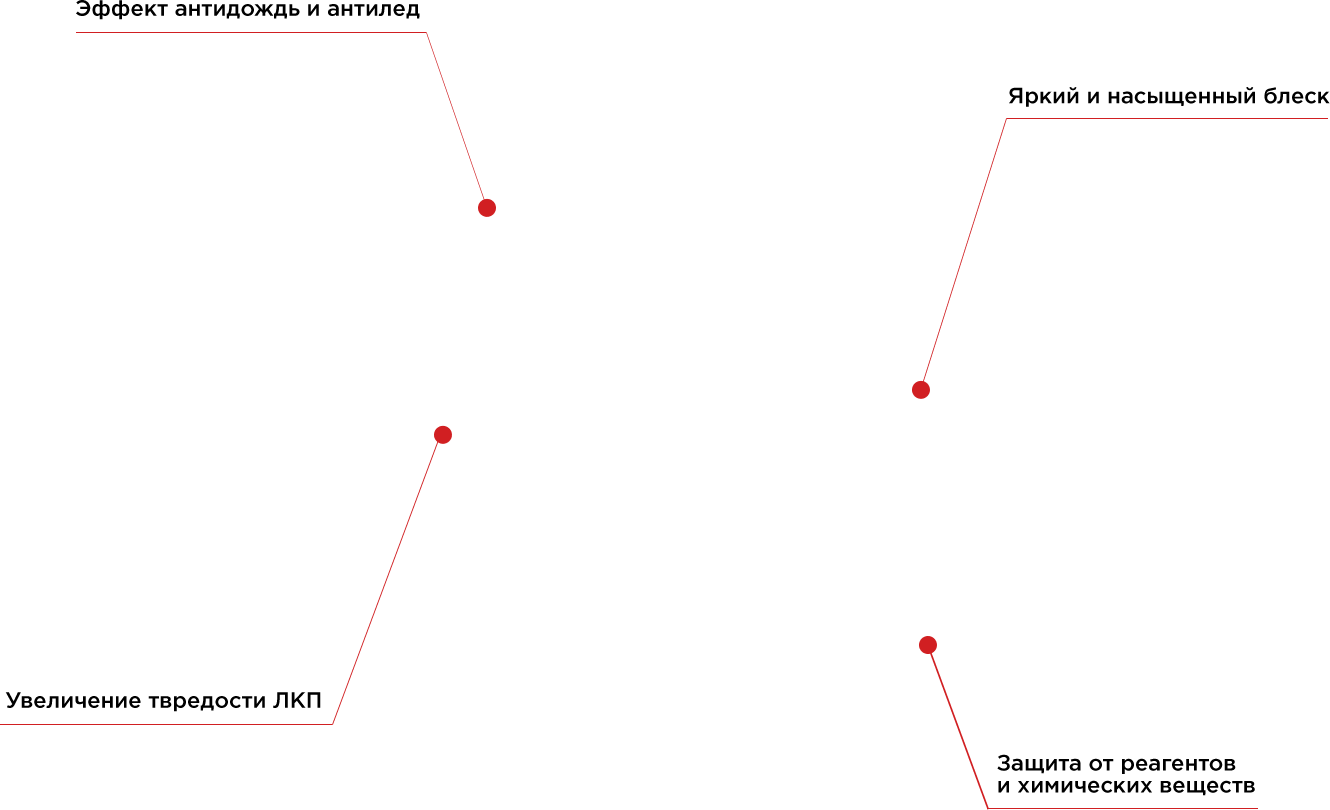 Эффект антидождь и антилед
Яркий и насыщенный блеск
Увеличение твредости ЛКП
Защита от реагентов
и химических веществ